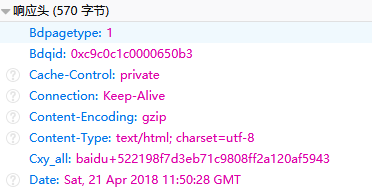 响应头 (570 字节)
Bdpagetype: 1
Bdqid: 0xc9c0c1c0000650b3
? Cache-Control: private
? Connection: Keep-Alive
? Content-Encoding: gzip
? Content-Type: text/html; charset=utf-8
Cxy_all: baidu+522198f7d3eb71c9808ff2a120af5943
? Date: Sat, 21 Apr 2018 11:50:28 GMT